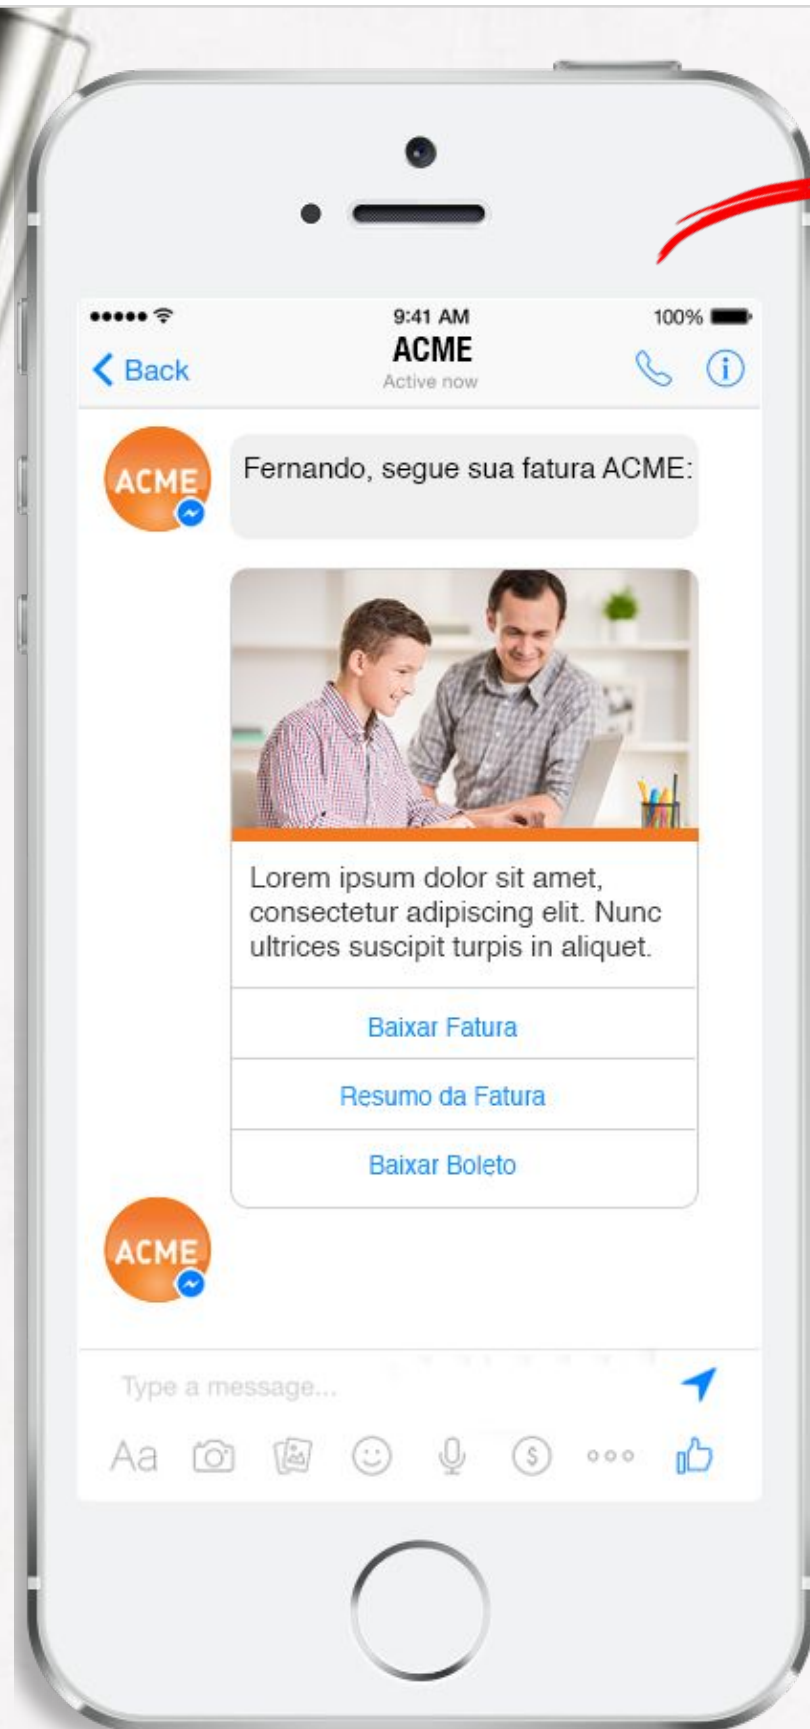 9:41 AM
100%
Back
ACME
Active now
ACME
Fernando, segue sua fatura ACME:
Lorem ipsum dolor sit amet,
consectetur adipiscing elit. Nunc
ultrices suscipit turpis in aliquet.
Baixar Fatura
Resumo da Fatura
Baixar Boleto
ACME
Type a message...
Aa
$